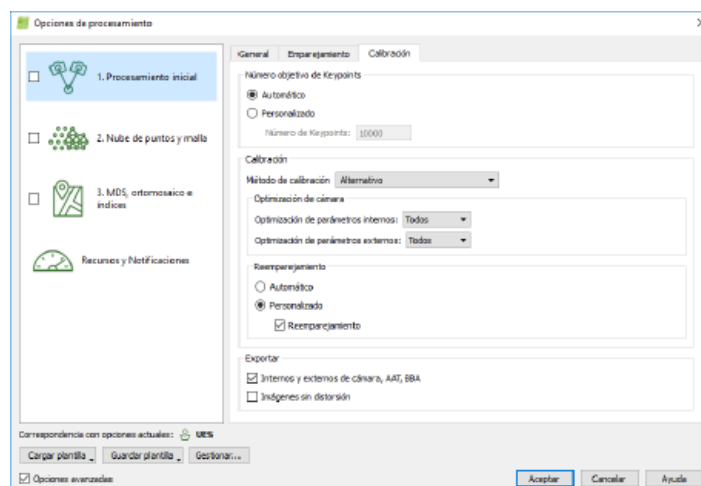 Opciones de procesamiento
1. Procesamiento inicial
2. Nube de puntos y malla
3. MDS, ortomosaico e
índices
Recursos y Notificaciones
General Emparejamiento Calibración
Número objetivo de Keypoints
Automático
Personalizado
Número de Keypoints: 10000
Calibración
Método de calibración Alternativo
Optimización de cámara
Optimización de parámetros internos: Todos
Optimización de parámetros externos: Todos
Reemparejamiento
Automático
Personalizado
Reemparejamiento
Exportar
Internos y externos de cámara, AAT, BBA
Imágenes sin distorsión
Correspondencia con opciones actuales: UES
Cargar plantilla Guardar plantilla Gestionar...
Opciones avanzadas Aceptar Cancelar Ayuda